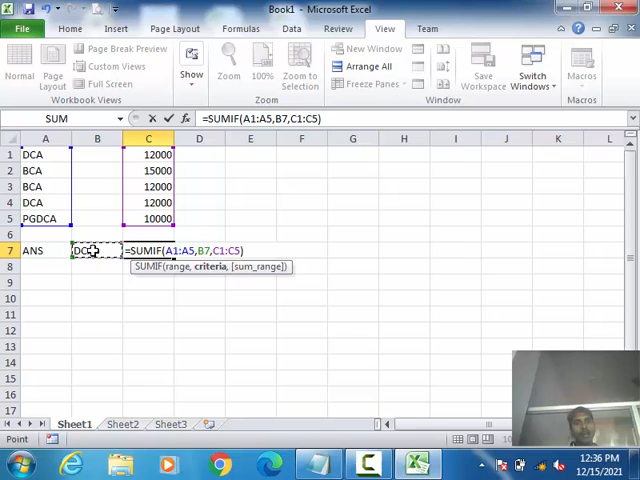 Book1 - Microsoft Excel
File Home Insert Page Layout Formulas Data Review View Team
Normal Page Layout Page Break Preview Custom Views Full Screen Show Zoom 100% Zoom to Selection New Window Arrange All Freeze Panes Save Workspace Switch Windows Macros
Workbook Views Window Macros
SUM =SUMIF(A1:A5,B7,C1:C5)
A B C D E F G H I J K L
1 DCA 12000
2 BCA 15000
3 BCA 12000
4 DCA 12000
5 PGDCA 10000
6
7 ANS DC =SUMIF(A1:A5,B7,C1:C5)
8 SUMIF(range, criteria, [sum_range])
9
10
11
12
13
14
15
16
17
Sheet1 Sheet2 Sheet3
Point 10
12:36 PM
12/15/2021